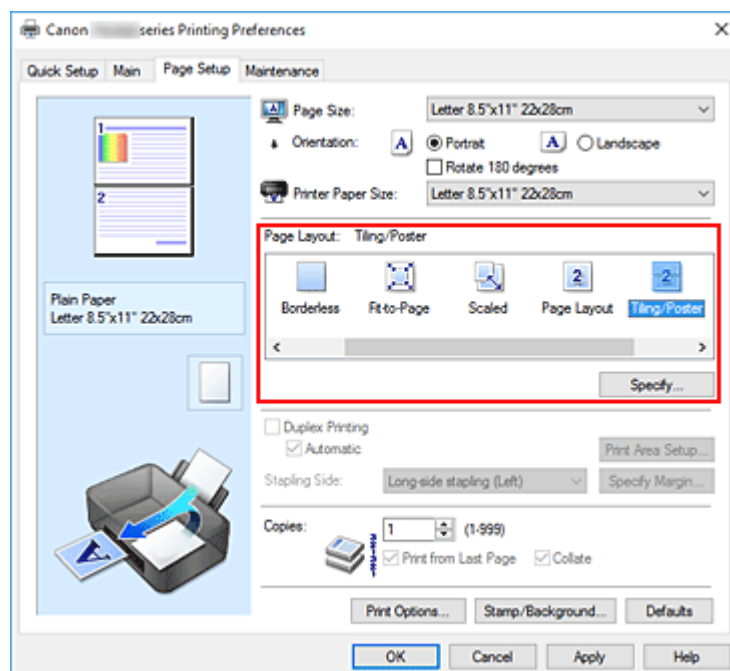 Canon series Printing Preferences
Quick Setup Main Page Setup Maintenance
1
2
Plain Paper
Letter 8.5"x11" 22x28cm
A
Page Size: Letter 8.5"x11" 22x28cm
Orientation: A Portrait A Landscape
Rotate 180 degrees
Printer Paper Size: Letter 8.5"x11" 22x28cm
Page Layout: Tiling/Poster
2 2
Borderless Fit-to-Page Scaled Page Layout Tiling/Poster
Specify...
Duplex Printing
Automatic Print Area Setup...
Stapling Side: Long-side stapling (Left) Specify Margin...
Copies: 1 (1-999)
Print from Last Page Collate
Print Options... Stamp/Background... Defaults
OK Cancel Apply Help